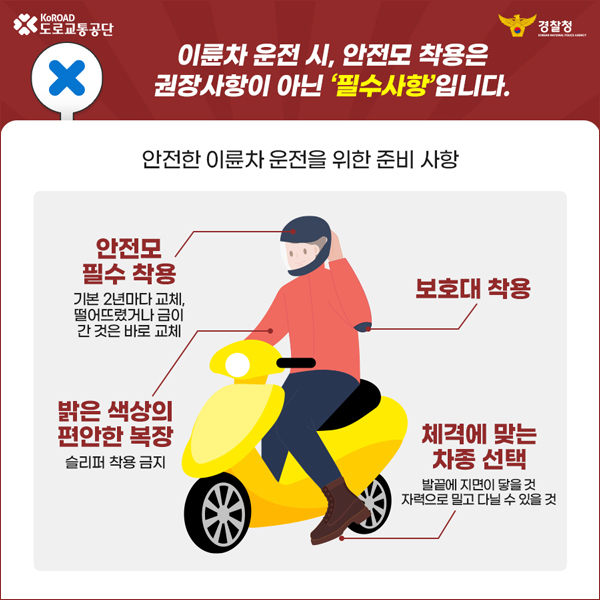 KoROAD
도로교통공단
경찰청
KOREAN NATIONAL POLICE AGENCY
이륜차 운전 시, 안전모 착용은
권장사항이 아닌 ‘필수사항’입니다.
안전한 이륜차 운전을 위한 준비 사항
안전모
필수 착용
기본 2년마다 교체,
떨어뜨렸거나 금이
간 것은 바로 교체
보호대 착용
밝은 색상의
편안한 복장
슬리퍼 착용 금지
체격에 맞는
차종 선택
발끝에 지면이 닿을 것
자력으로 밀고 다닐 수 있을 것